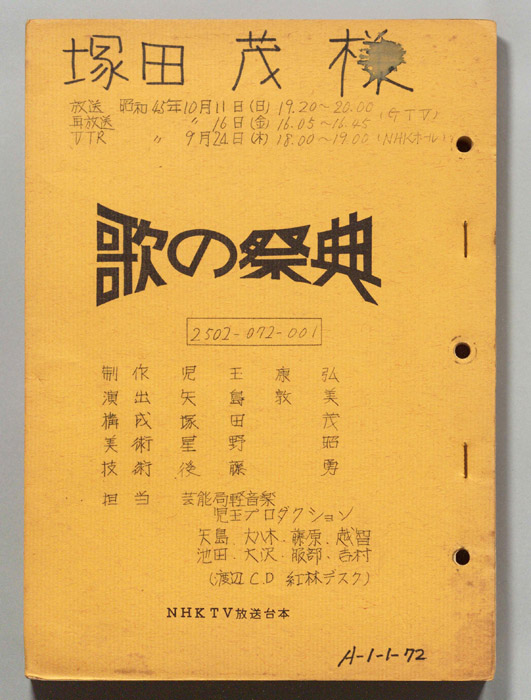 塚田 茂 様
放送 昭和45年10月11日(日) 19.20~20.00 (GTV)
再放送 〃 16日(金) 16.05~16.45
VTR 〃 9月24日(木) 18.00~19.00 (NHKホール)
歌の祭典
2502-072-001
制作 児玉康弘
演出 矢島敦美
構成 塚田茂
美術 星野昭
技術 後藤勇
担当 芸能局軽音楽
児玉プロダクション
矢島、大八木、藤原、越智
池田、大沢、服部、吉村
(渡辺C.D 紅林デスク)
NHKTV放送台本
A-1-1-72